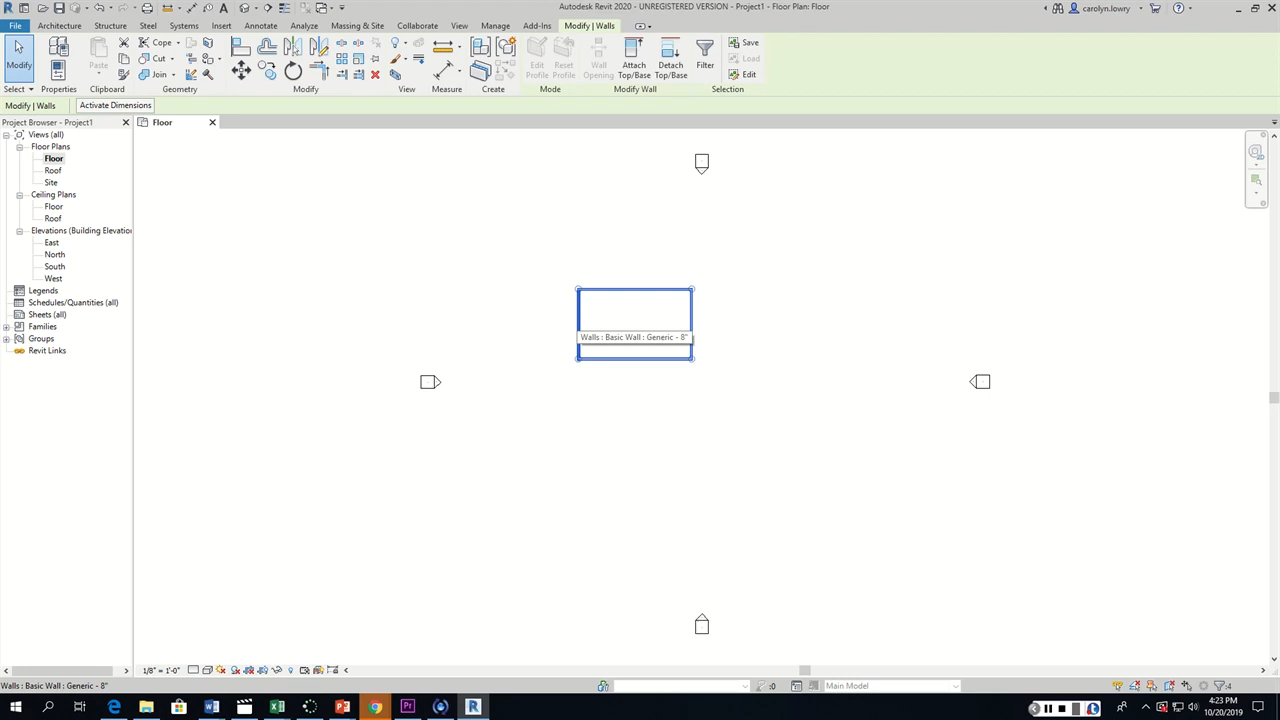 Autodesk Revit 2020 - UNREGISTERED VERSION - Project1 - Floor Plan: Floor
carolyn.lowry
File Architecture Structure Steel Systems Insert Annotate Analyze Massing & Site Collaborate View Manage Add-Ins Modify | Walls
Modify
Paste
Cope
Cut
Join
Edit Profile
Reset Profile
Wall Opening
Attach Top/Base
Detach Top/Base
Filter
Save
Load
Edit
Select Properties Clipboard Geometry Modify View Measure Create Mode Modify Wall Selection
Modify | Walls
Activate Dimensions
Project Browser - Project1
Floor
Views (all)
Floor Plans
Floor
Roof
Site
Ceiling Plans
Floor
Roof
Elevations (Building Elevation
East
North
South
West
Legends
Schedules/Quantities (all)
Sheets (all)
Families
Groups
Revit Links
Walls : Basic Wall : Generic - 8"
1/8" = 1'-0"
Walls : Basic Wall : Generic - 8"
:0
Main Model
:4
4:23 PM
10/20/2019